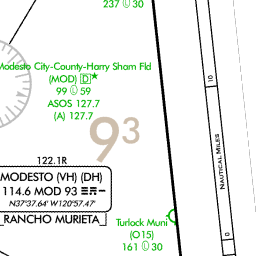 237 30
Modesto City-County-Harry Sham Fld
(MOD) D★
99 59
ASOS 127.7
(A) 127.7
93
122.1R
MODESTO (VH) (DH)
114.6 MOD 93
N37°37.64' W120°57.47'
RANCHO MURIETA
Turlock Muni
(O15)
161 30
10
NAUTICAL MILES
0